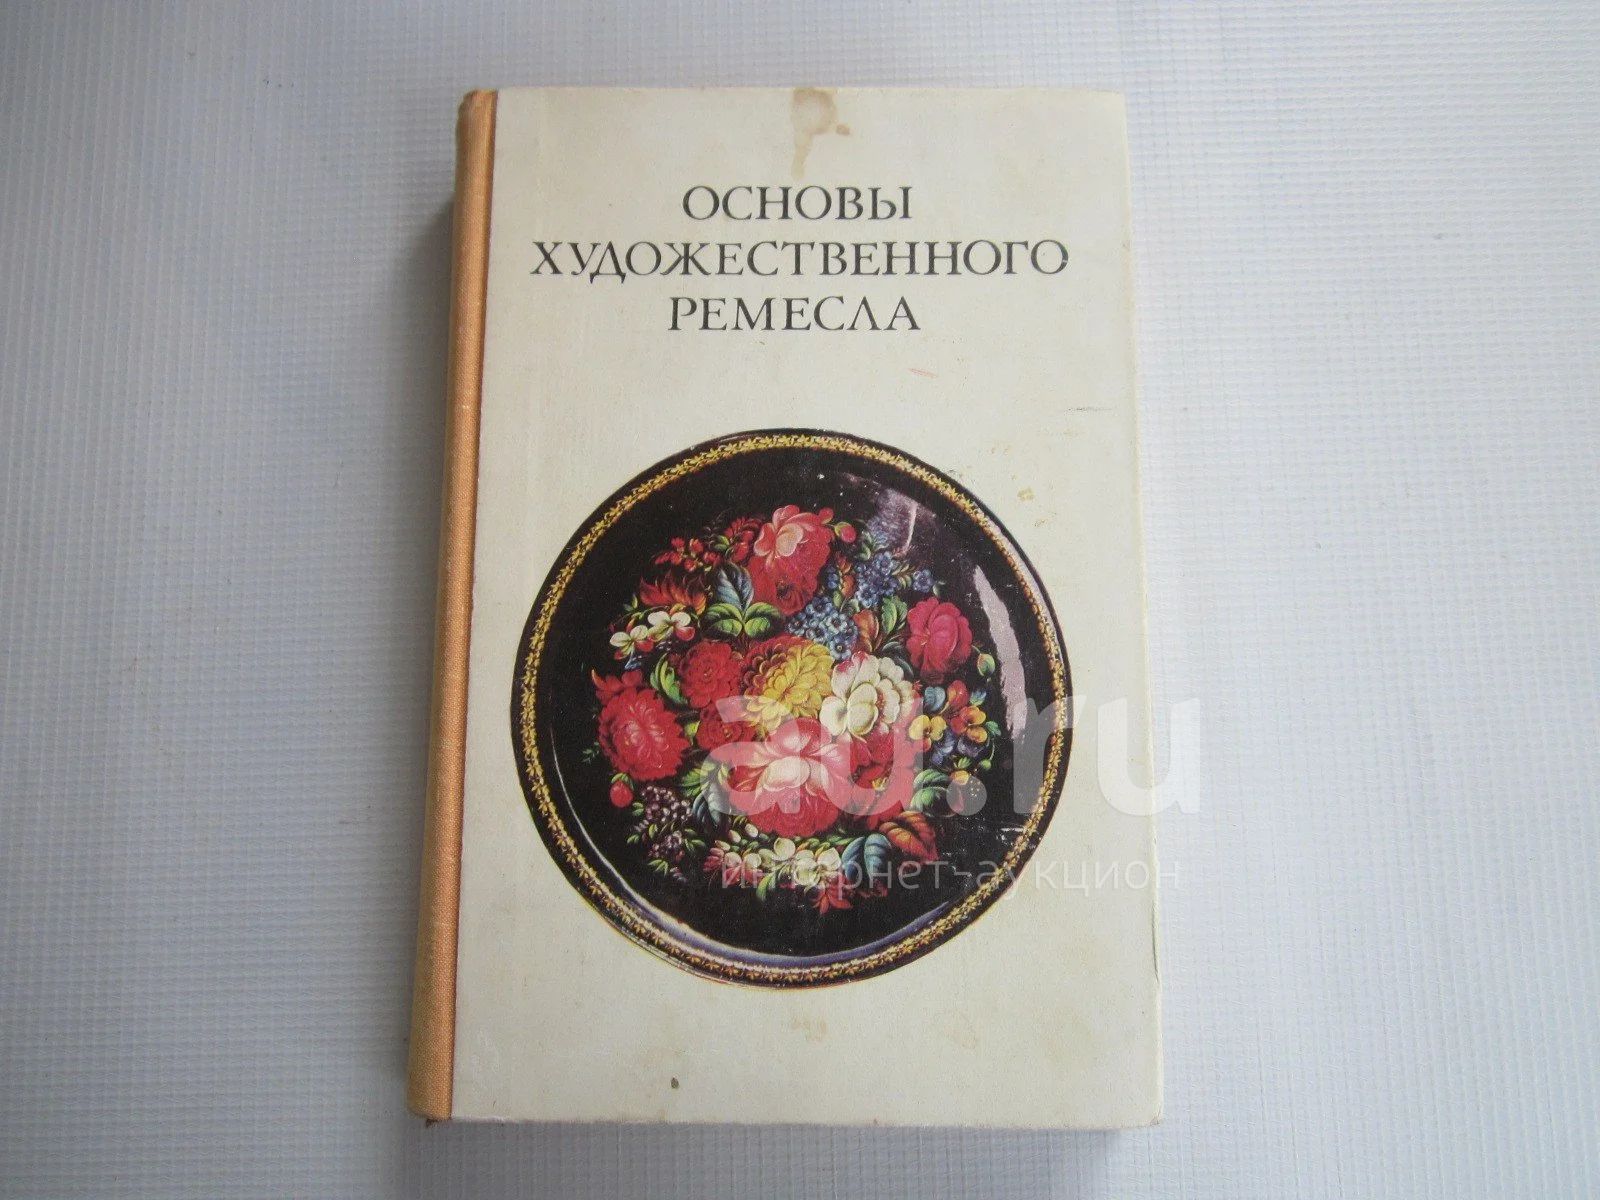 ОСНОВЫ
ХУДОЖЕСТВЕННОГО
РЕМЕСЛА
au.ru
интернет-аукцион